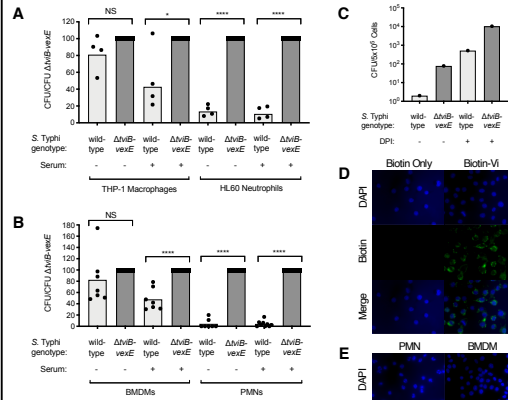 A
CFU/CFU ΔtviB-vexE
120
100
80
60
40
20
0
NS
*
****
****
S. Typhi genotype:
wild-type
ΔtviB-vexE
wild-type
ΔtviB-vexE
wild-type
ΔtviB-vexE
wild-type
ΔtviB-vexE
Serum:
- - + + - - + +
THP-1 Macrophages
HL60 Neutrophils
B
CFU/CFU ΔtviB-vexE
180
160
140
120
100
80
60
40
20
0
NS
****
****
****
S. Typhi genotype:
wild-type
ΔtviB-vexE
wild-type
ΔtviB-vexE
wild-type
ΔtviB-vexE
wild-type
ΔtviB-vexE
Serum:
- - + + - - + +
BMDMs
PMNs
C
CFU/5x10⁶ Cells
10⁵
10⁴
10³
10²
10¹
10⁰
S. Typhi genotype:
wild-type
ΔtviB-vexE
wild-type
ΔtviB-vexE
DPI:
- - + +
D
Biotin Only
Biotin-Vi
DAPI
Biotin
Merge
E
PMN
BMDM
DAPI